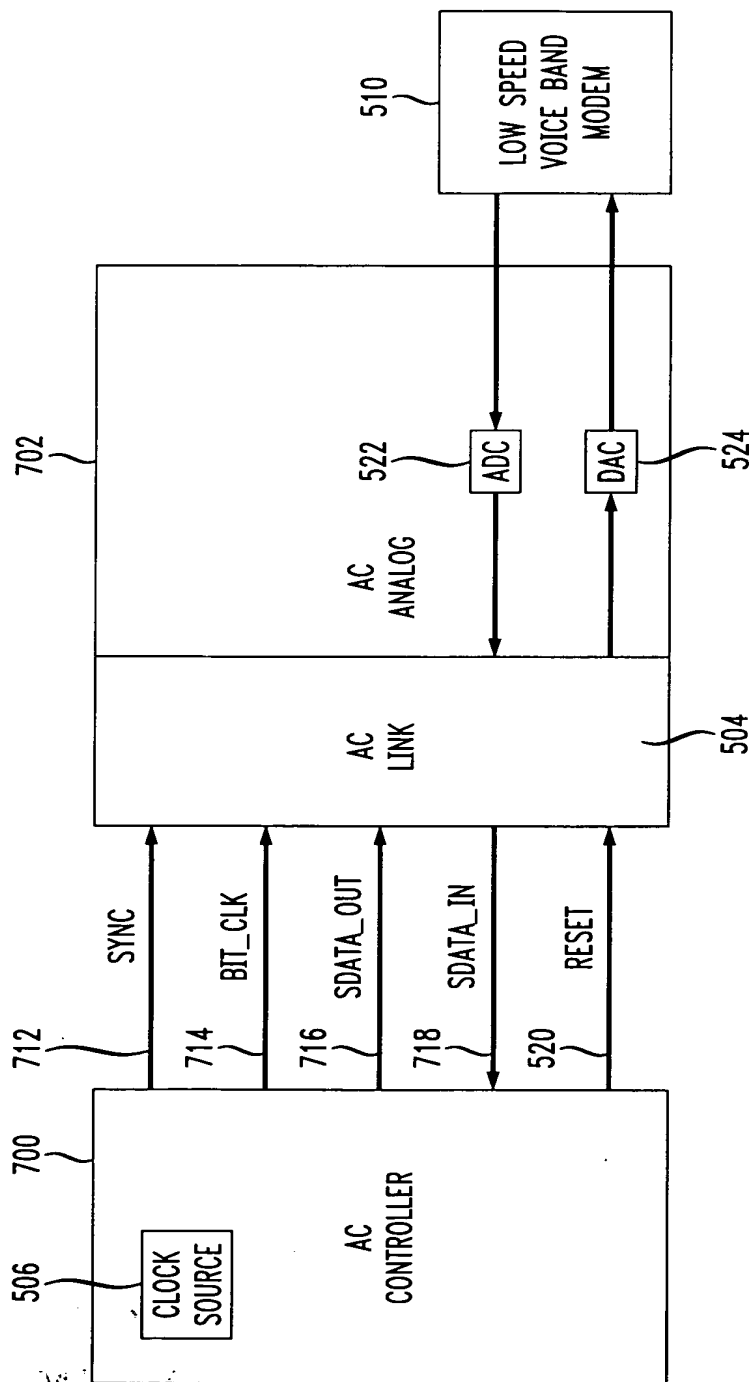 700
506
CLOCK
SOURCE
AC
CONTROLLER
712
SYNC
714
BIT_CLK
716
SDATA_OUT
718
SDATA_IN
520
RESET
AC
LINK
504
702
AC
ANALOG
522
ADC
DAC
524
510
LOW SPEED
VOICE BAND
MODEM